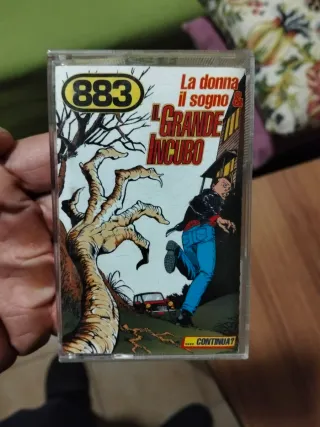 883
La donna,
il sogno &
IL GRANDE
INCUBO
.... CONTINUA?